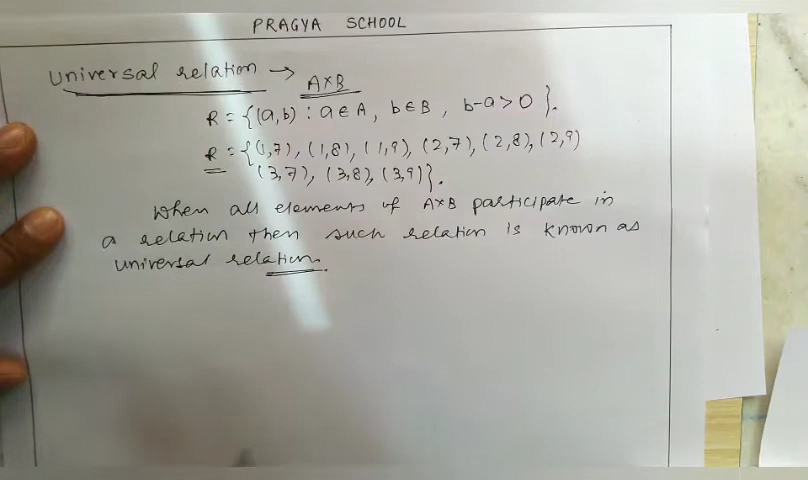 PRAGYA SCHOOL
Universal relation → A×B
R = {(a,b) : a ∈ A, b ∈ B, b-a > 0}.
R = {(1,7), (1,8), (1,9), (2,7), (2,8), (2,9)
(3,7), (3,8), (3,9)}.
When all elements of A×B participate in
a relation then such relation is known as
universal relation.